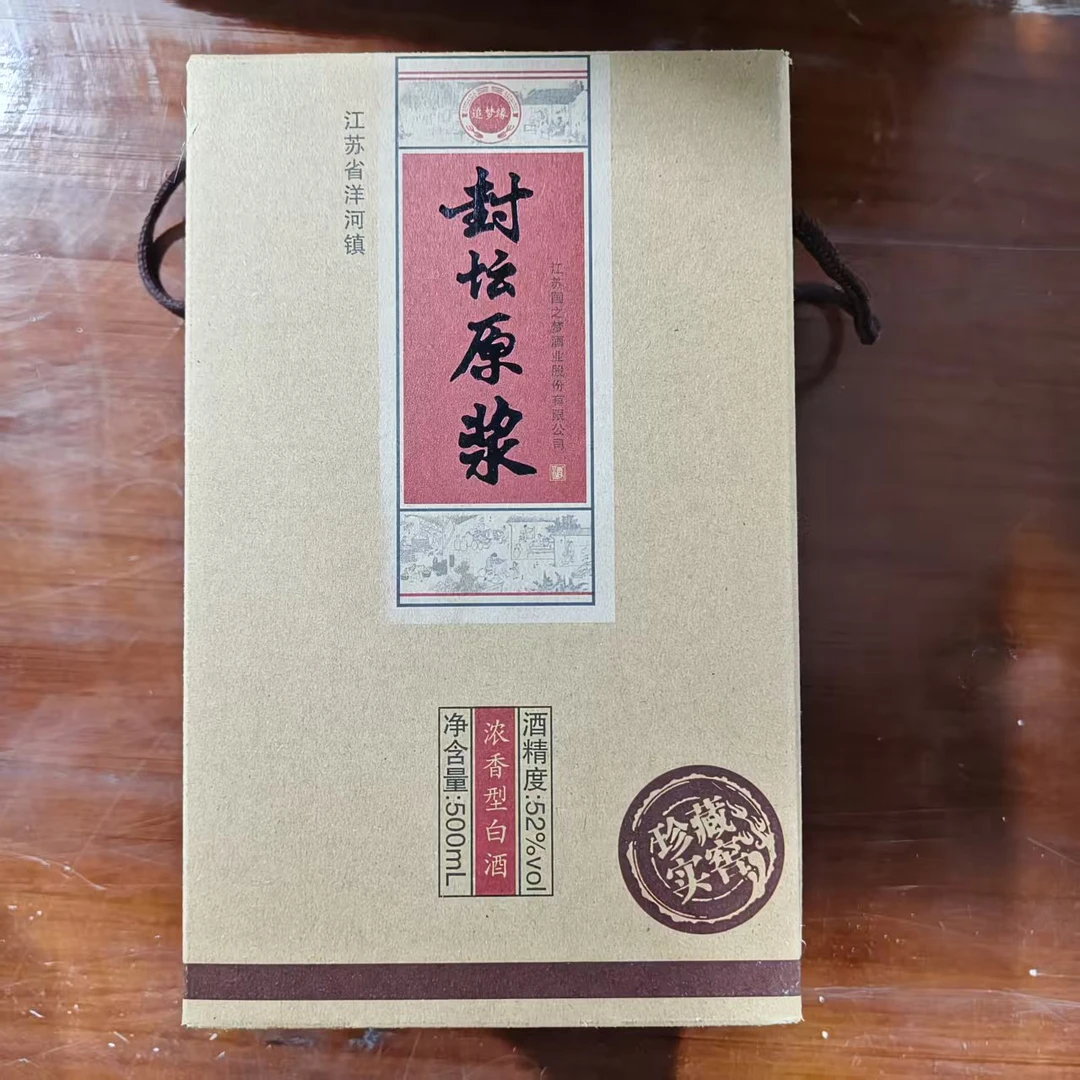 江苏省洋河镇
追梦缘
封坛原浆
江苏国之梦酒业股份有限公司
酒精度:52%vol
浓香型白酒
净含量:500mL
珍藏
实窖